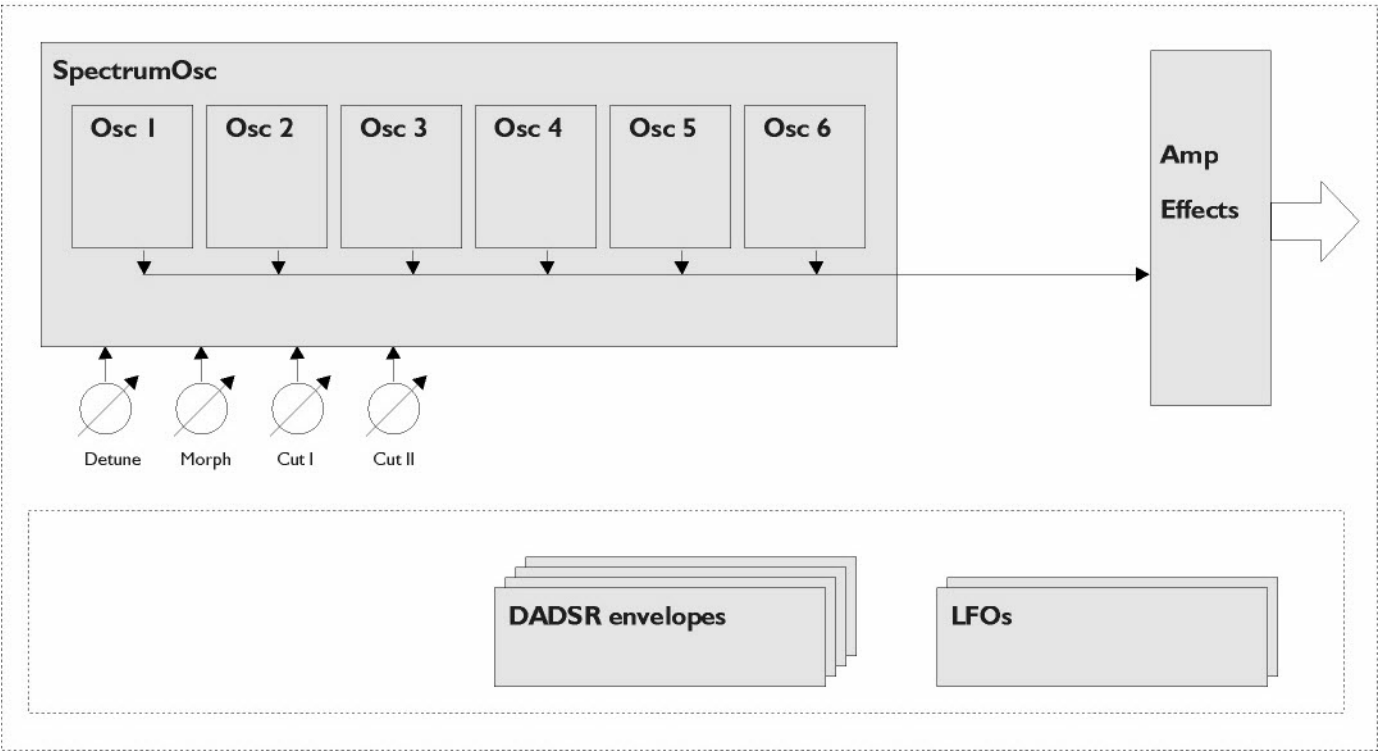 SpectrumOsc
Osc 1
Osc 2
Osc 3
Osc 4
Osc 5
Osc 6
Amp
Effects
Detune
Morph
Cut I
Cut II
DADSR envelopes
LFOs